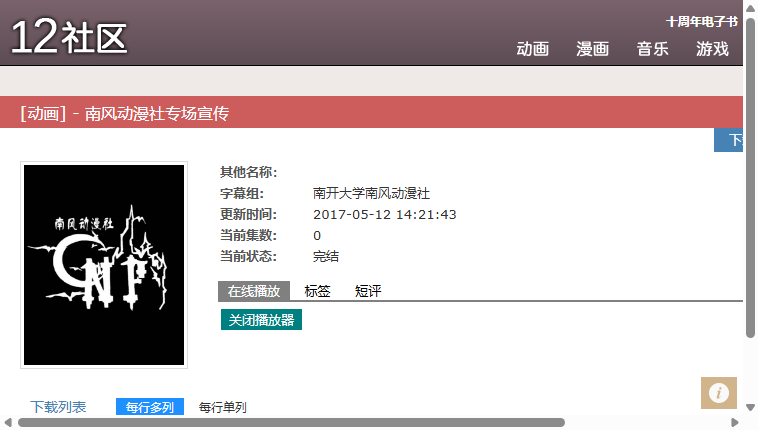 12社区
十周年电子书
动画 漫画 音乐 游戏
[动画] - 南风动漫社专场宣传
南风动漫社
CNF
其他名称:
字幕组: 南开大学南风动漫社
更新时间: 2017-05-12 14:21:43
当前集数: 0
当前状态: 完结
在线播放 标签 短评
关闭播放器
下载列表 每行多列 每行单列